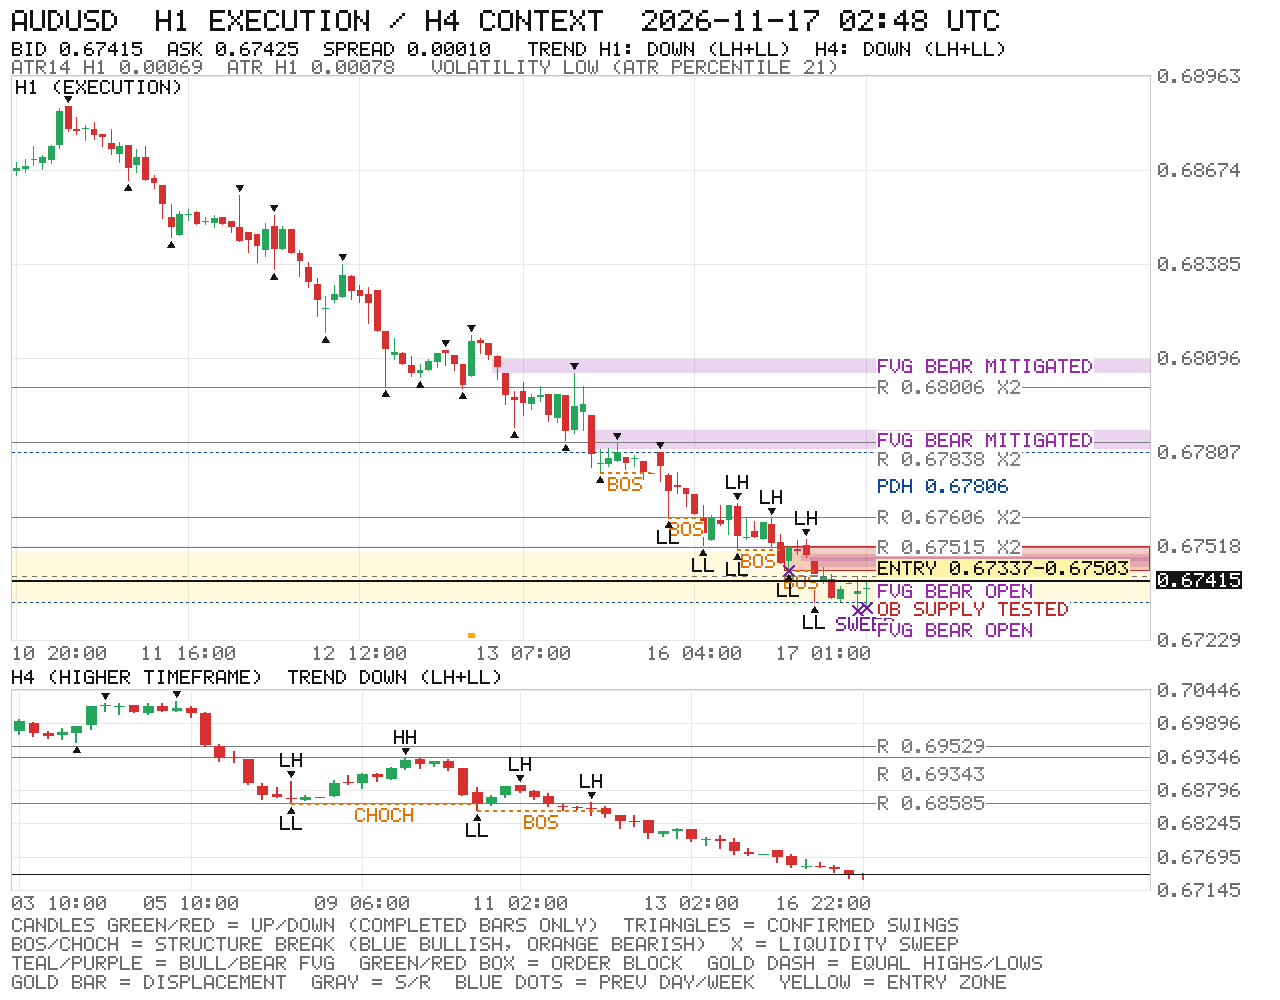 AUDUSD  H1 EXECUTION / H4 CONTEXT  2026-11-17 02:48 UTC
BID 0.67415  ASK 0.67425  SPREAD 0.00010  TREND H1: DOWN (LH+LL)  H4: DOWN (LH+LL)
ATR14 H1 0.00069  ATR H1 0.00078  VOLATILITY LOW (ATR PERCENTILE 21)
H1 (EXECUTION)
0.68963
0.68674
0.68385
0.68096
FVG BEAR MITIGATED
R 0.68006 X2
FVG BEAR MITIGATED
0.67807
R 0.67838 X2
BOS
LH
PDH 0.67806
LH
LH
R 0.67606 X2
BOS
LL
0.67518
R 0.67515 X2
BOS
LL
LL
ENTRY 0.67337-0.67503
0.67415
BOS
LL
FVG BEAR OPEN
OB SUPPLY TESTED
LL
SWEEP
FVG BEAR OPEN
0.67229
10 20:00  11 16:00  12 12:00  13 07:00  16 04:00  17 01:00
H4 (HIGHER TIMEFRAME)  TREND DOWN (LH+LL)
0.70446
0.69896
HH
R 0.69529
0.69346
LH
LH
R 0.69343
LH
0.68796
R 0.68585
CHOCH
LL
LL
BOS
0.68245
0.67695
0.67145
03 10:00  05 10:00  09 06:00  11 02:00  13 02:00  16 22:00
CANDLES GREEN/RED = UP/DOWN (COMPLETED BARS ONLY)  TRIANGLES = CONFIRMED SWINGS
BOS/CHOCH = STRUCTURE BREAK (BLUE BULLISH, ORANGE BEARISH)  X = LIQUIDITY SWEEP
TEAL/PURPLE = BULL/BEAR FVG  GREEN/RED BOX = ORDER BLOCK  GOLD DASH = EQUAL HIGHS/LOWS
GOLD BAR = DISPLACEMENT  GRAY = S/R  BLUE DOTS = PREV DAY/WEEK  YELLOW = ENTRY ZONE